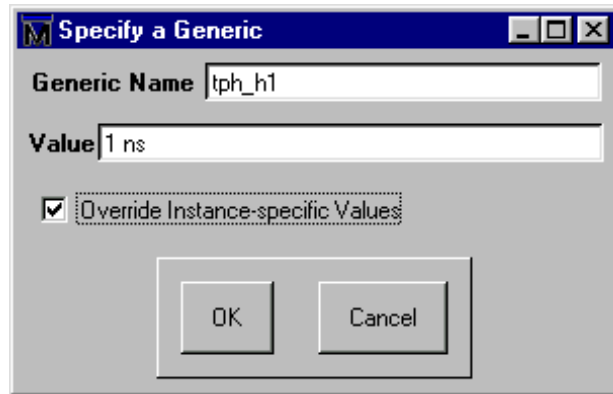 Specify a Generic
Generic Name tph_h1
Value 1 ns
Override Instance-specific Values
OK Cancel